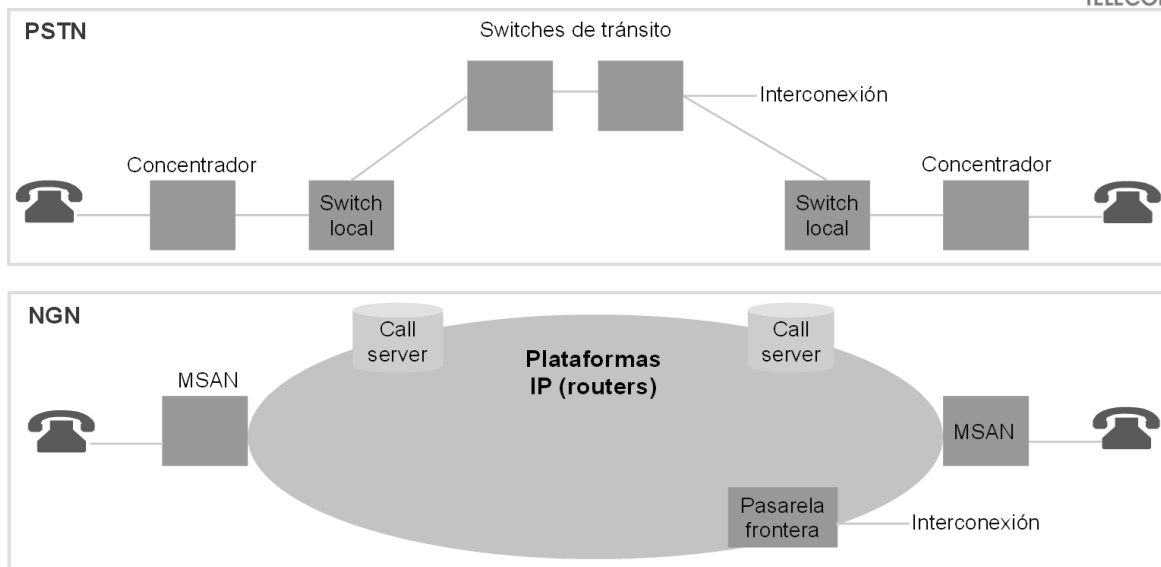 PSTN
Switches de tránsito
Interconexión
Concentrador
Concentrador
Switch
local
Switch
local
NGN
Call
server
Call
server
Plataformas
IP (routers)
MSAN
MSAN
Pasarela
frontera
Interconexión